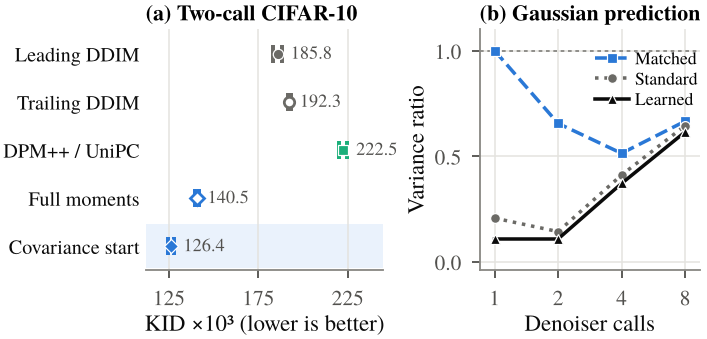 (a) Two-call CIFAR-10
Leading DDIM
185.8
Trailing DDIM
192.3
DPM++ / UniPC
222.5
Full moments
140.5
Covariance start
126.4
125
175
225
KID ×10³ (lower is better)
(b) Gaussian prediction
Variance ratio
1.0
0.5
0.0
Matched
Standard
Learned
1
2
4
8
Denoiser calls